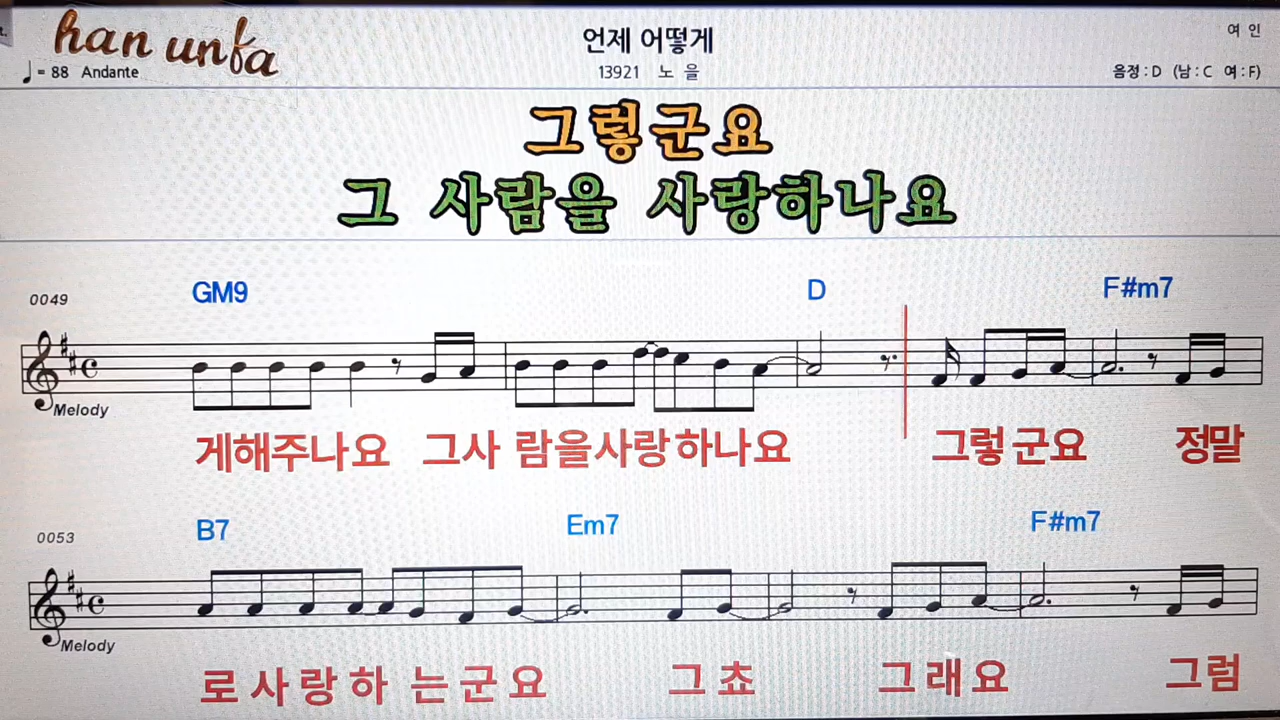 han unfa
언제 어떻게
여 인
♩= 88 Andante
13921 노 을
음정 : D (남 : C 여 : F)
그렇군요
그 사람을 사랑하나요
0049
GM9 D F#m7
Melody
게해주나요 그사 람을사랑하나요 그렇군요 정말
0053
B7 Em7 F#m7
Melody
로사랑하 는군요 그쵸 그래요 그럼